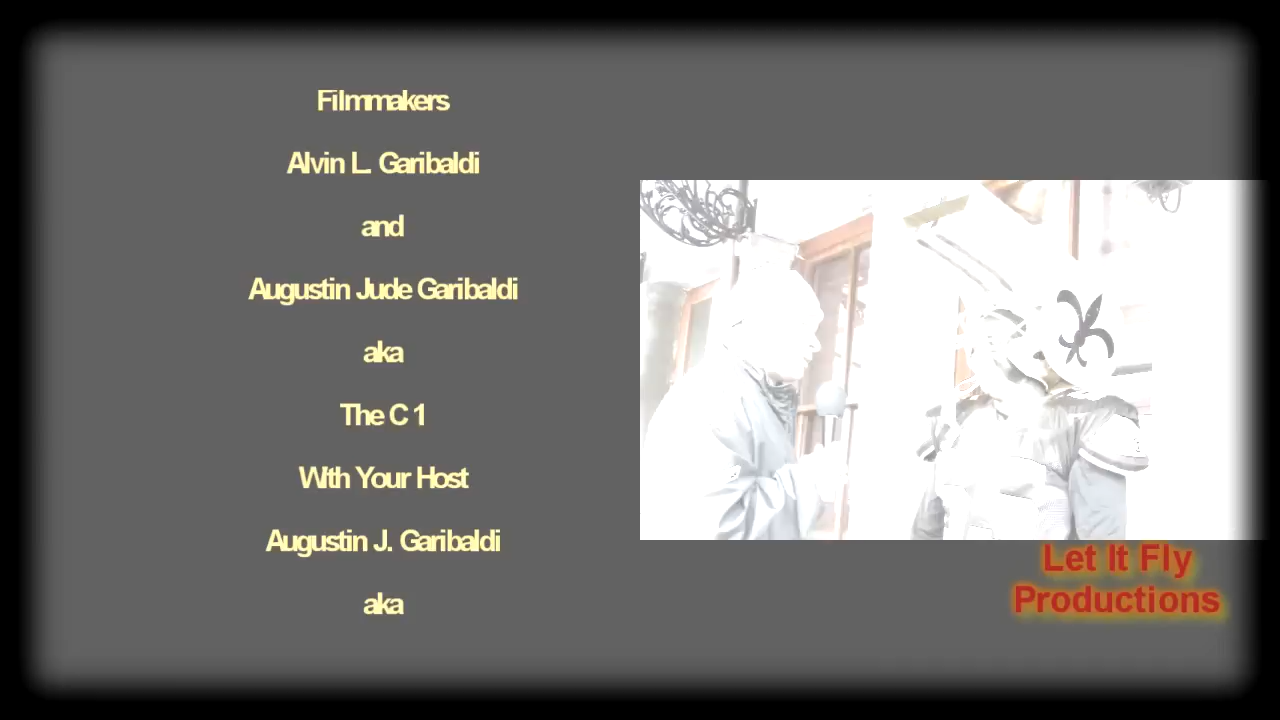 Filmmakers
Alvin L. Garibaldi
and
Augustin Jude Garibaldi
aka
The C 1
With Your Host
Augustin J. Garibaldi
aka
Let It Fly
Productions